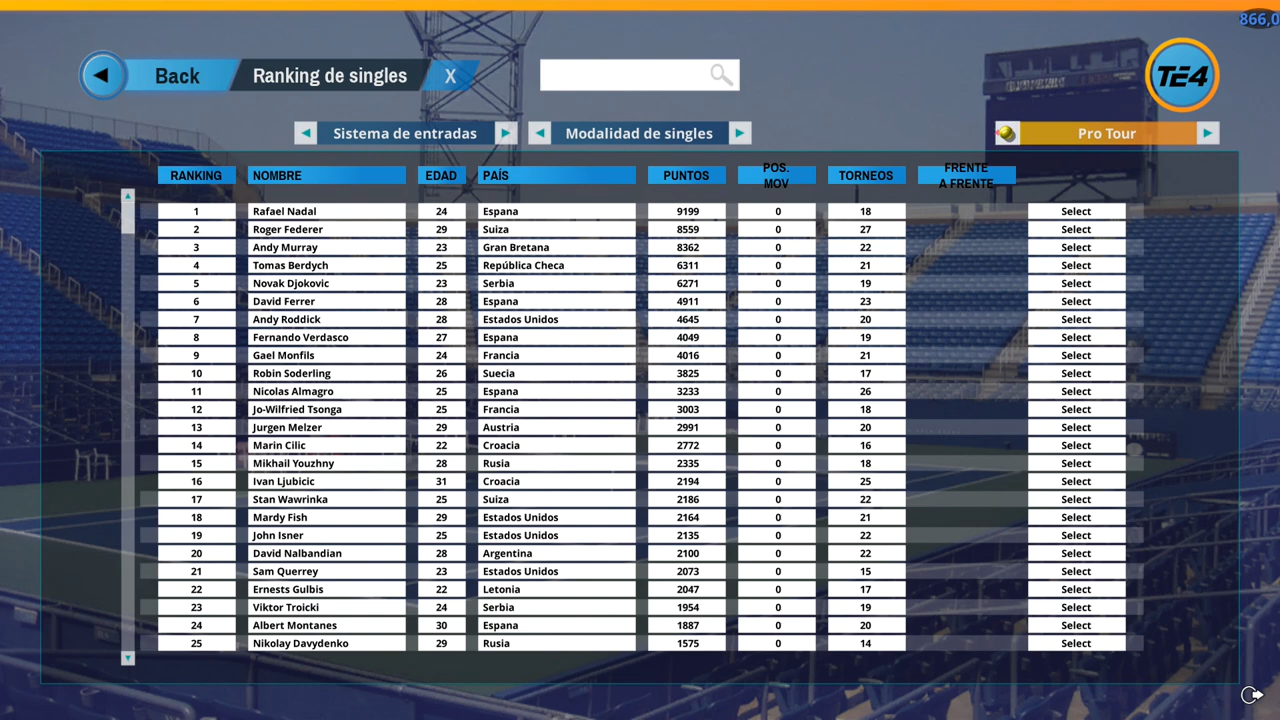 866,0
Back
Ranking de singles
X
TE4
Sistema de entradas
Modalidad de singles
Pro Tour
RANKING NOMBRE EDAD PAÍS PUNTOS POS. MOV TORNEOS FRENTE A FRENTE
1 Rafael Nadal 24 Espana 9199 0 18 Select
2 Roger Federer 29 Suiza 8559 0 27 Select
3 Andy Murray 23 Gran Bretana 8362 0 22 Select
4 Tomas Berdych 25 República Checa 6311 0 21 Select
5 Novak Djokovic 23 Serbia 6271 0 19 Select
6 David Ferrer 28 Espana 4911 0 23 Select
7 Andy Roddick 28 Estados Unidos 4645 0 20 Select
8 Fernando Verdasco 27 Espana 4049 0 19 Select
9 Gael Monfils 24 Francia 4016 0 21 Select
10 Robin Soderling 26 Suecia 3825 0 17 Select
11 Nicolas Almagro 25 Espana 3233 0 26 Select
12 Jo-Wilfried Tsonga 25 Francia 3003 0 18 Select
13 Jurgen Melzer 29 Austria 2991 0 20 Select
14 Marin Cilic 22 Croacia 2772 0 16 Select
15 Mikhail Youzhny 28 Rusia 2335 0 18 Select
16 Ivan Ljubicic 31 Croacia 2194 0 25 Select
17 Stan Wawrinka 25 Suiza 2186 0 22 Select
18 Mardy Fish 29 Estados Unidos 2164 0 21 Select
19 John Isner 25 Estados Unidos 2135 0 22 Select
20 David Nalbandian 28 Argentina 2100 0 22 Select
21 Sam Querrey 23 Estados Unidos 2073 0 15 Select
22 Ernests Gulbis 22 Letonia 2047 0 17 Select
23 Viktor Troicki 24 Serbia 1954 0 19 Select
24 Albert Montanes 30 Espana 1887 0 20 Select
25 Nikolay Davydenko 29 Rusia 1575 0 14 Select